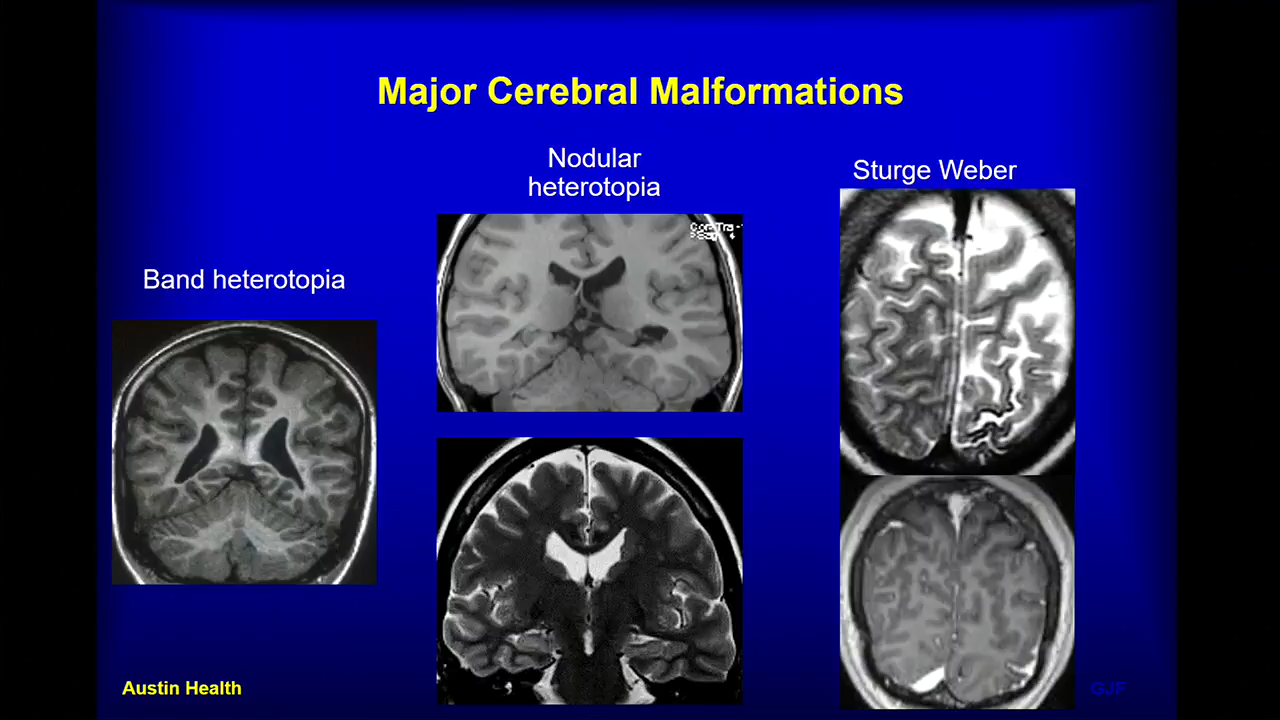 Major Cerebral Malformations
Nodular
heterotopia
Sturge Weber
Band heterotopia
Austin Health
GJF